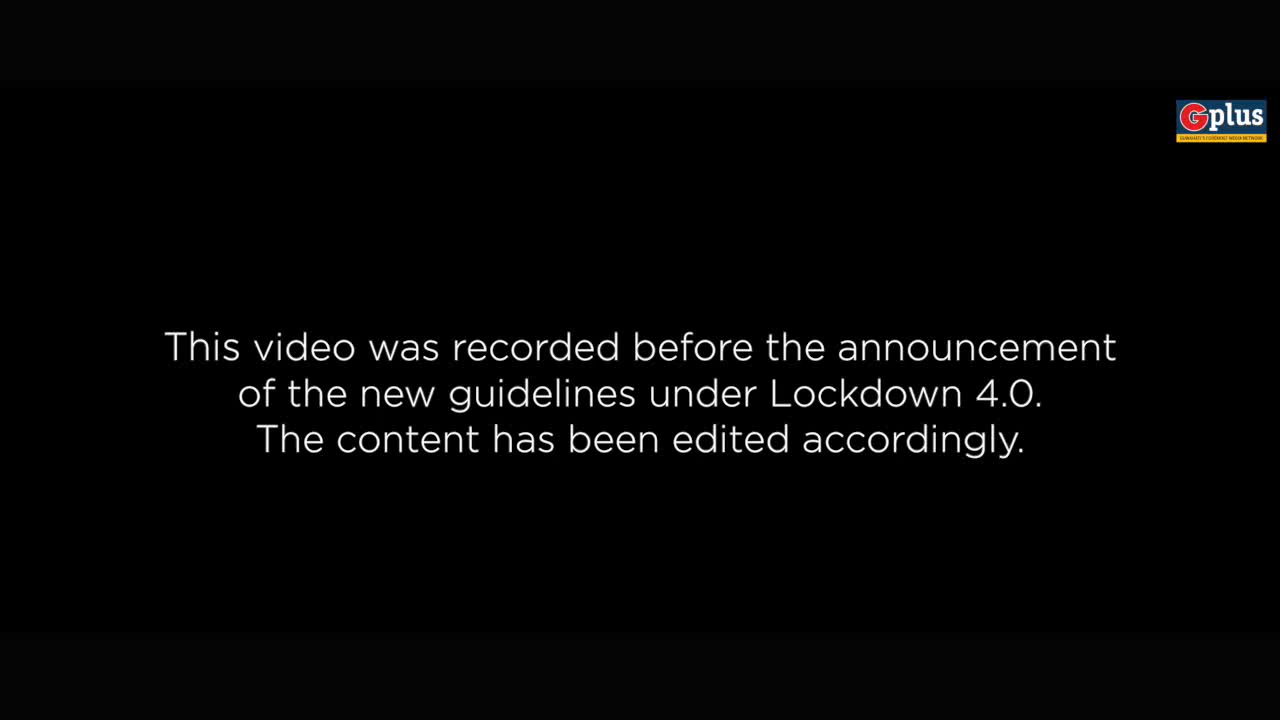 Gplus
This video was recorded before the announcement
of the new guidelines under Lockdown 4.0.
The content has been edited accordingly.